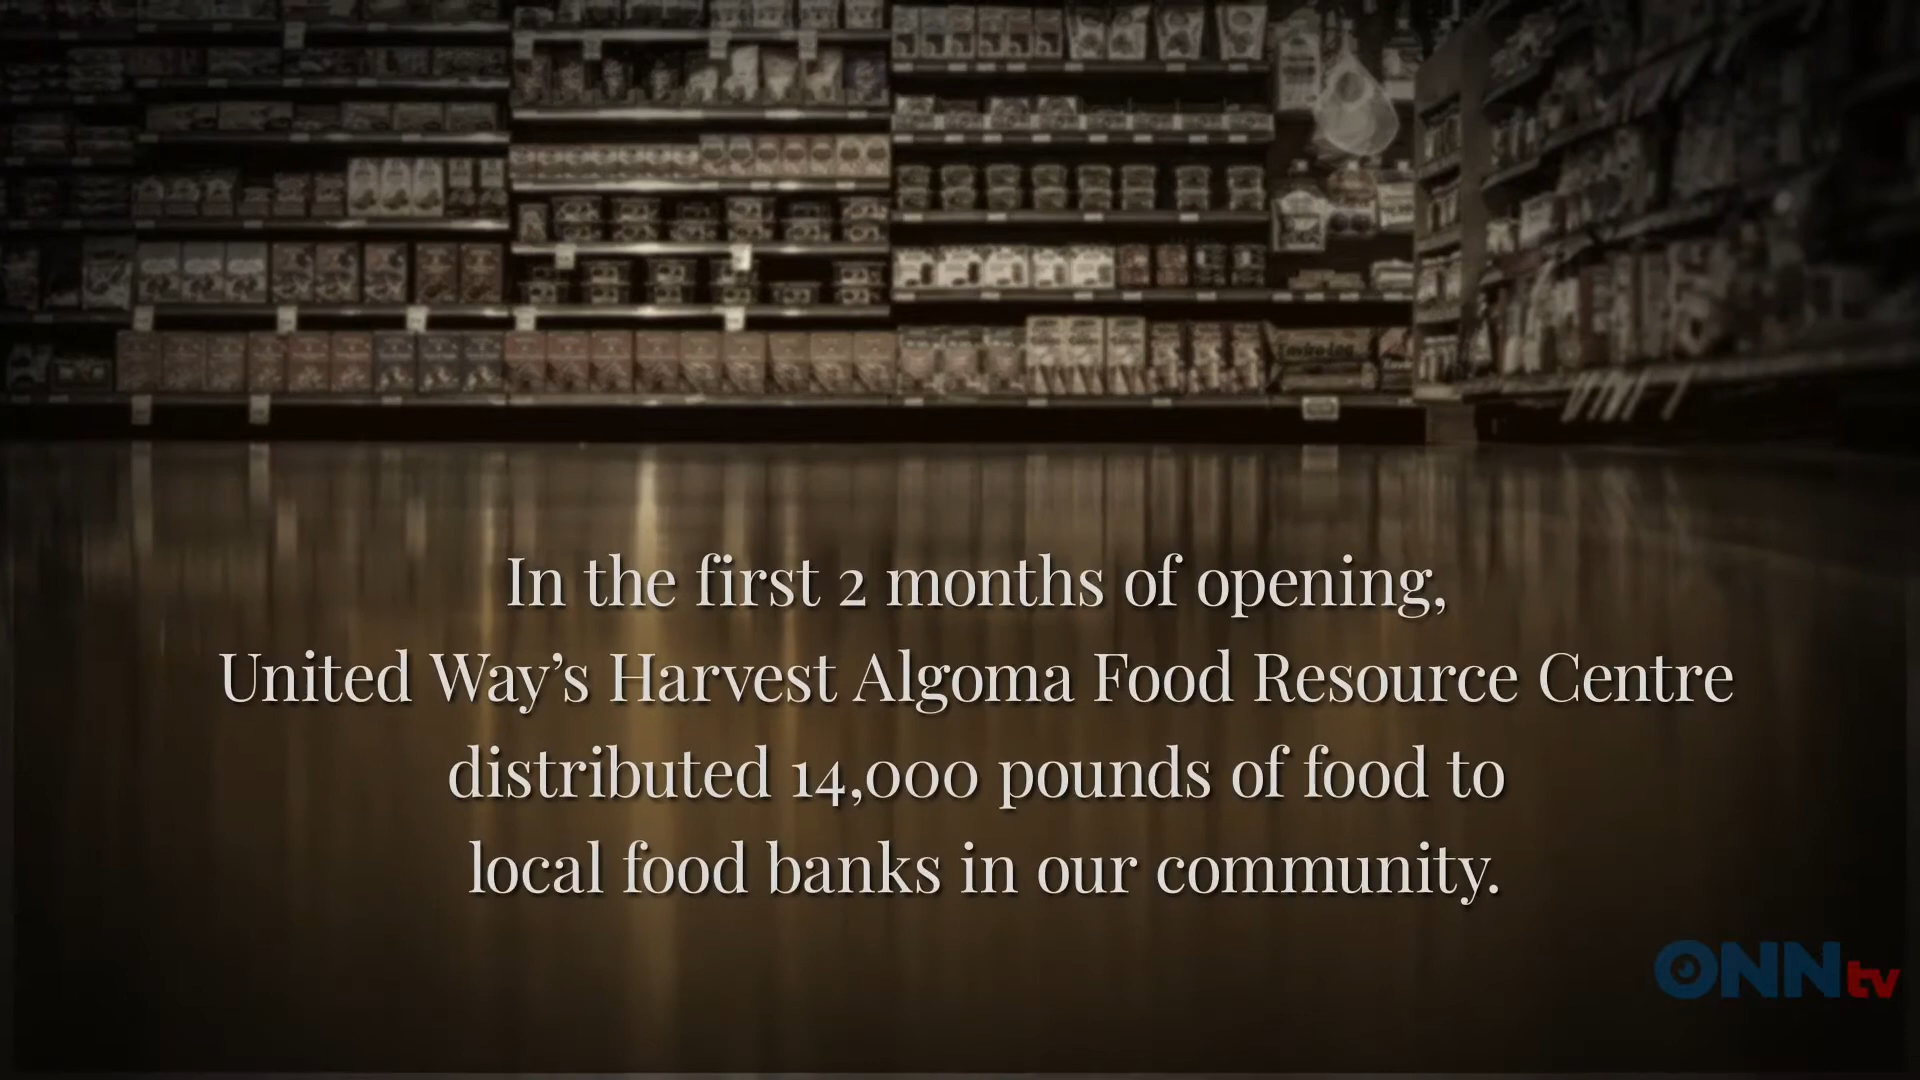 In the first 2 months of opening,
United Way's Harvest Algoma Food Resource Centre
distributed 14,000 pounds of food to
local food banks in our community.
ONNtv